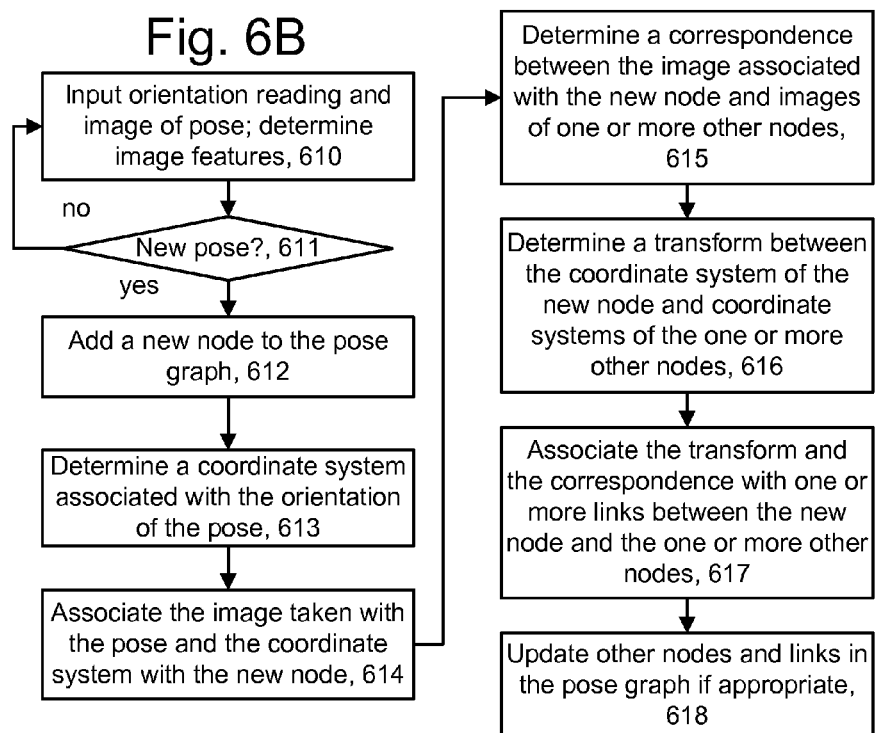 Fig. 6B
Input orientation reading and
image of pose; determine
image features, 610
no
New pose?, 611
yes
Add a new node to the pose
graph, 612
Determine a coordinate system
associated with the orientation
of the pose, 613
Associate the image taken with
the pose and the coordinate
system with the new node, 614
Determine a correspondence
between the image associated
with the new node and images
of one or more other nodes,
615
Determine a transform between
the coordinate system of the
new node and coordinate
systems of the one or more
other nodes, 616
Associate the transform and
the correspondence with one or
more links between the new
node and the one or more other
nodes, 617
Update other nodes and links in
the pose graph if appropriate,
618